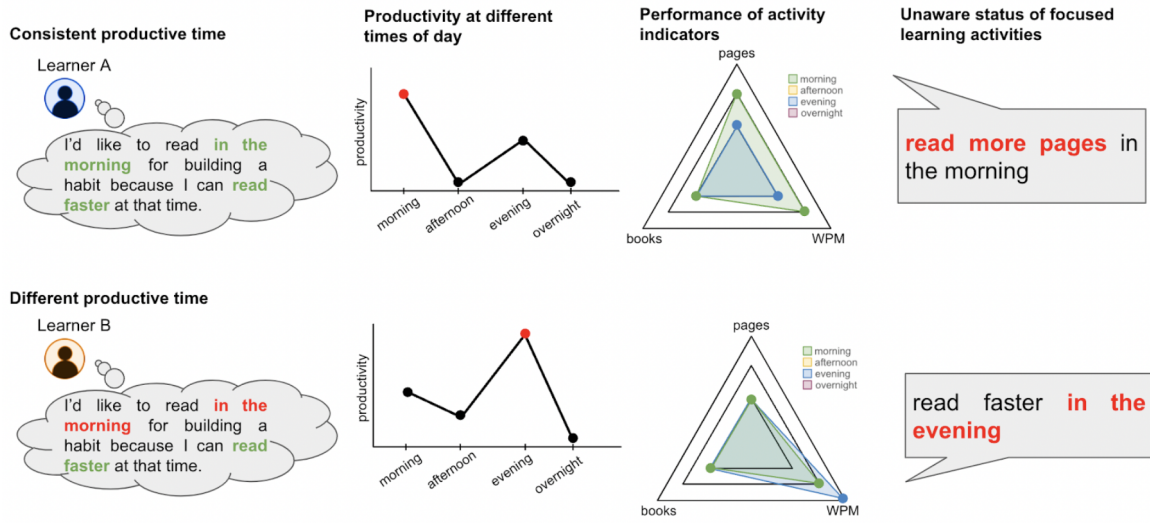 Consistent productive time
Productivity at different
times of day
Performance of activity
indicators
Unaware status of focused
learning activities
Learner A
I'd like to read in the
morning for building a
habit because I can read
faster at that time.
productivity
morning
afternoon
evening
overnight
pages
morning
afternoon
evening
overnight
books
WPM
read more pages in
the morning
Different productive time
Learner B
I'd like to read in the
morning for building a
habit because I can read
faster at that time.
productivity
morning
afternoon
evening
overnight
pages
morning
afternoon
evening
overnight
books
WPM
read faster in the
evening